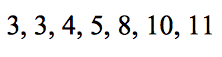 3, 3, 4, 5, 8, 10, 11